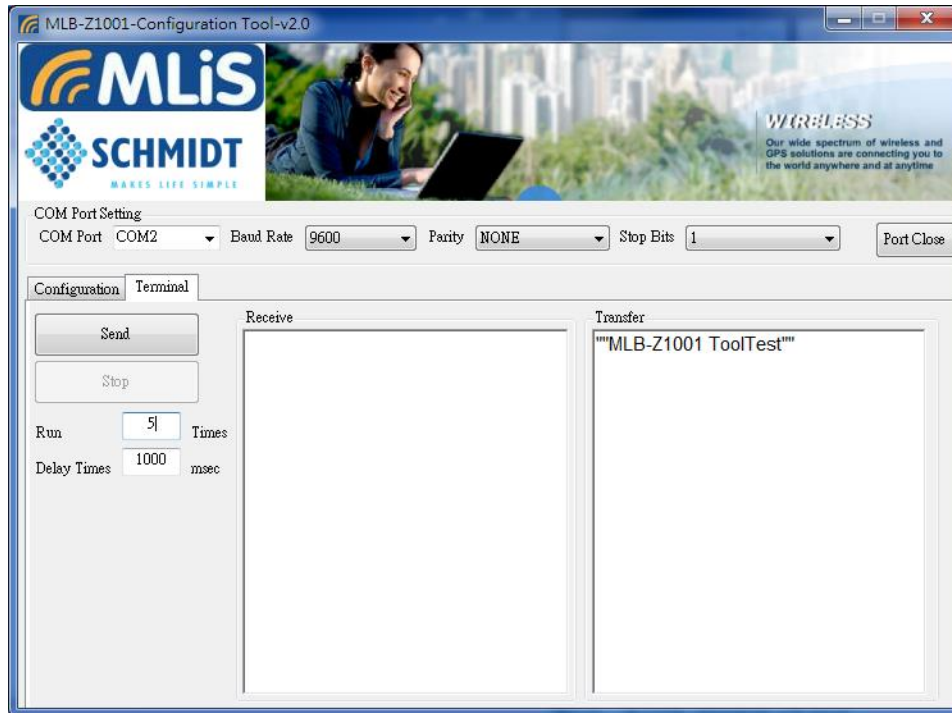 MLB-Z1001-Configuration Tool-v2.0
MLiS
SCHMIDT
MAKES LIFE SIMPLE
WIRELESS
Our wide spectrum of wireless and
GPS solutions are connecting you to
the world anywhere and at anytime
COM Port Setting
COM Port COM2 Baud Rate 9600 Parity NONE Stop Bits 1 Port Close
Configuration Terminal
Send
Stop
Run 5 Times
Delay Times 1000 msec
Receive
Transfer
""MLB-Z1001 ToolTest""